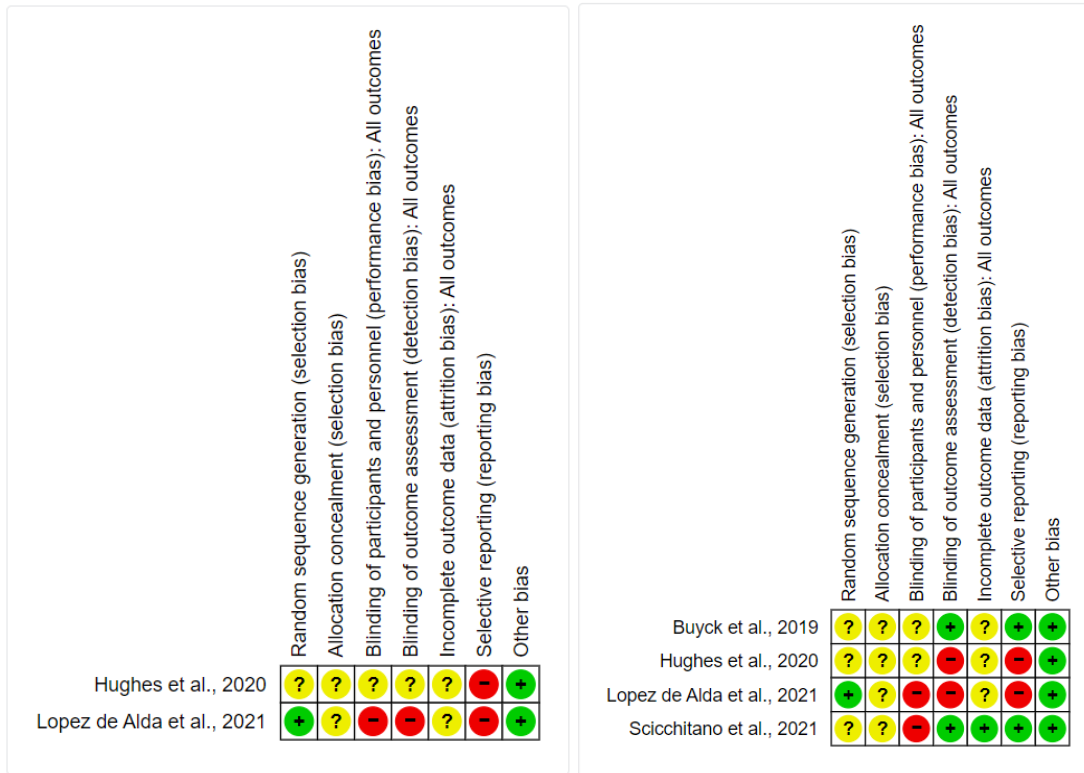 Random sequence generation (selection bias)
Allocation concealment (selection bias)
Blinding of participants and personnel (performance bias): All outcomes
Blinding of outcome assessment (detection bias): All outcomes
Incomplete outcome data (attrition bias): All outcomes
Selective reporting (reporting bias)
Other bias
Hughes et al., 2020 ? ? ? ? ? - +
Lopez de Alda et al., 2021 + ? - - ? - +
Random sequence generation (selection bias)
Allocation concealment (selection bias)
Blinding of participants and personnel (performance bias): All outcomes
Blinding of outcome assessment (detection bias): All outcomes
Incomplete outcome data (attrition bias): All outcomes
Selective reporting (reporting bias)
Other bias
Buyck et al., 2019 ? ? ? + ? + +
Hughes et al., 2020 ? ? ? - ? - +
Lopez de Alda et al., 2021 + ? - - ? - +
Scicchitano et al., 2021 ? ? - + + + +